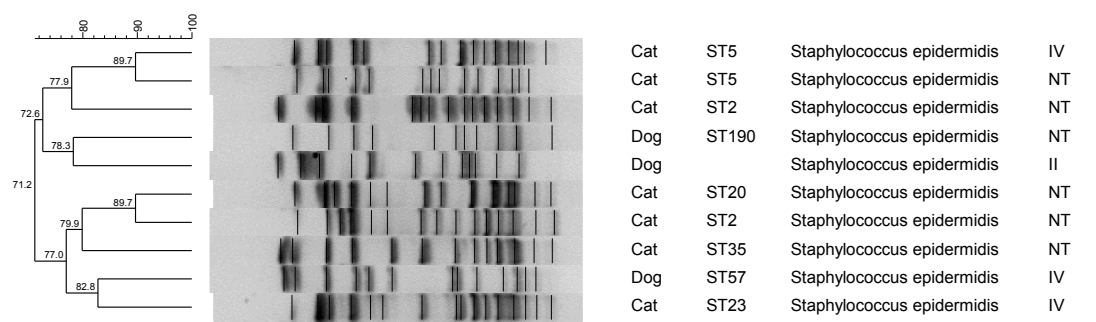 80 90 100
89.7 Cat ST5 Staphylococcus epidermidis IV
77.9 Cat ST5 Staphylococcus epidermidis NT
72.6 Cat ST2 Staphylococcus epidermidis NT
Dog ST190 Staphylococcus epidermidis NT
78.3 Dog Staphylococcus epidermidis II
71.2 89.7 Cat ST20 Staphylococcus epidermidis NT
79.9 Cat ST2 Staphylococcus epidermidis NT
77.0 Cat ST35 Staphylococcus epidermidis NT
82.8 Dog ST57 Staphylococcus epidermidis IV
Cat ST23 Staphylococcus epidermidis IV